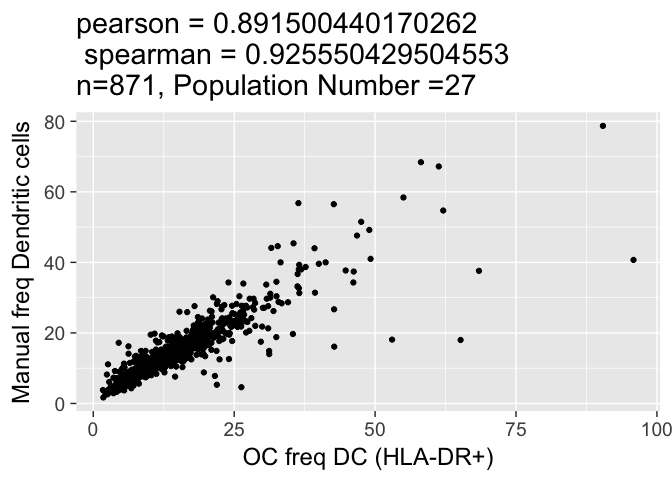 pearson = 0.891500440170262
spearman = 0.925550429504553
n=871, Population Number =27
Manual freq Dendritic cells
80
60
40
20
0
0 25 50 75 100
OC freq DC (HLA-DR+)